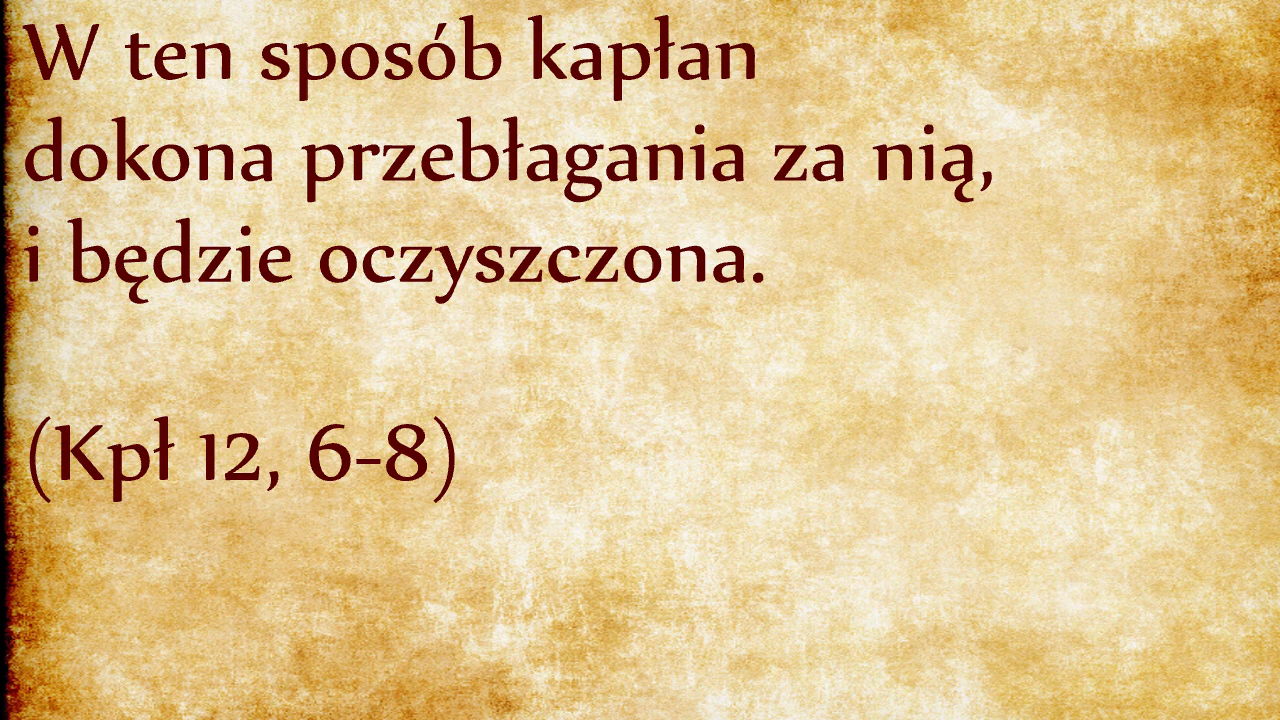 W ten sposób kapłan
dokona przebłagania za nią,
i będzie oczyszczona.
(Kpł 12, 6-8)